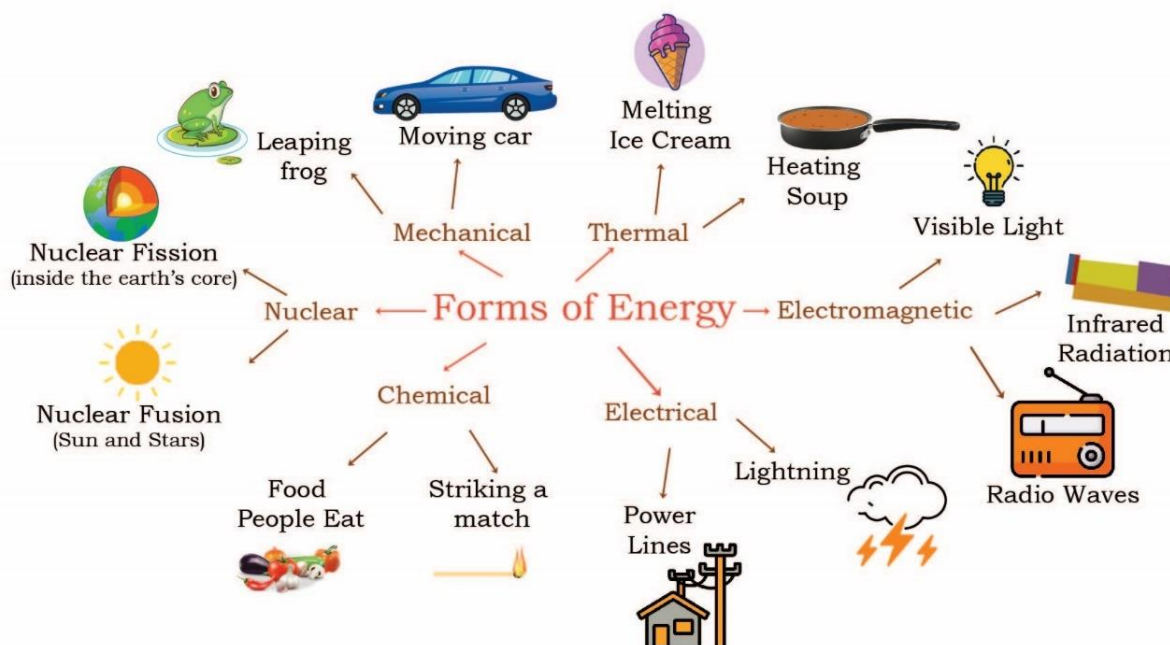 Forms of Energy
Mechanical
Leaping
frog
Moving car
Thermal
Melting
Ice Cream
Heating
Soup
Electromagnetic
Visible Light
Infrared
Radiation
Radio Waves
Electrical
Lightning
Power
Lines
Chemical
Striking a
match
Food
People Eat
Nuclear
Nuclear Fission
(inside the earth's core)
Nuclear Fusion
(Sun and Stars)